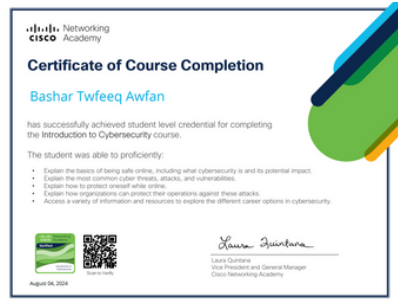 Networking
CISCO Academy
Certificate of Course Completion
Bashar Twfeeq Awfan
has successfully achieved student level credential for completing
the Introduction to Cybersecurity course.
The student was able to proficiently:
• Explain the basics of being safe online, including what cybersecurity is and its potential impact.
• Explain the most common cyber threats, attacks, and vulnerabilities.
• Explain how to protect oneself while online.
• Explain how organizations can protect their operations against these attacks.
• Access a variety of information and resources to explore the different career options in cybersecurity.
Scan to Verify
Laura Quintana
Laura Quintana
Vice President and General Manager
Cisco Networking Academy
August 04, 2024